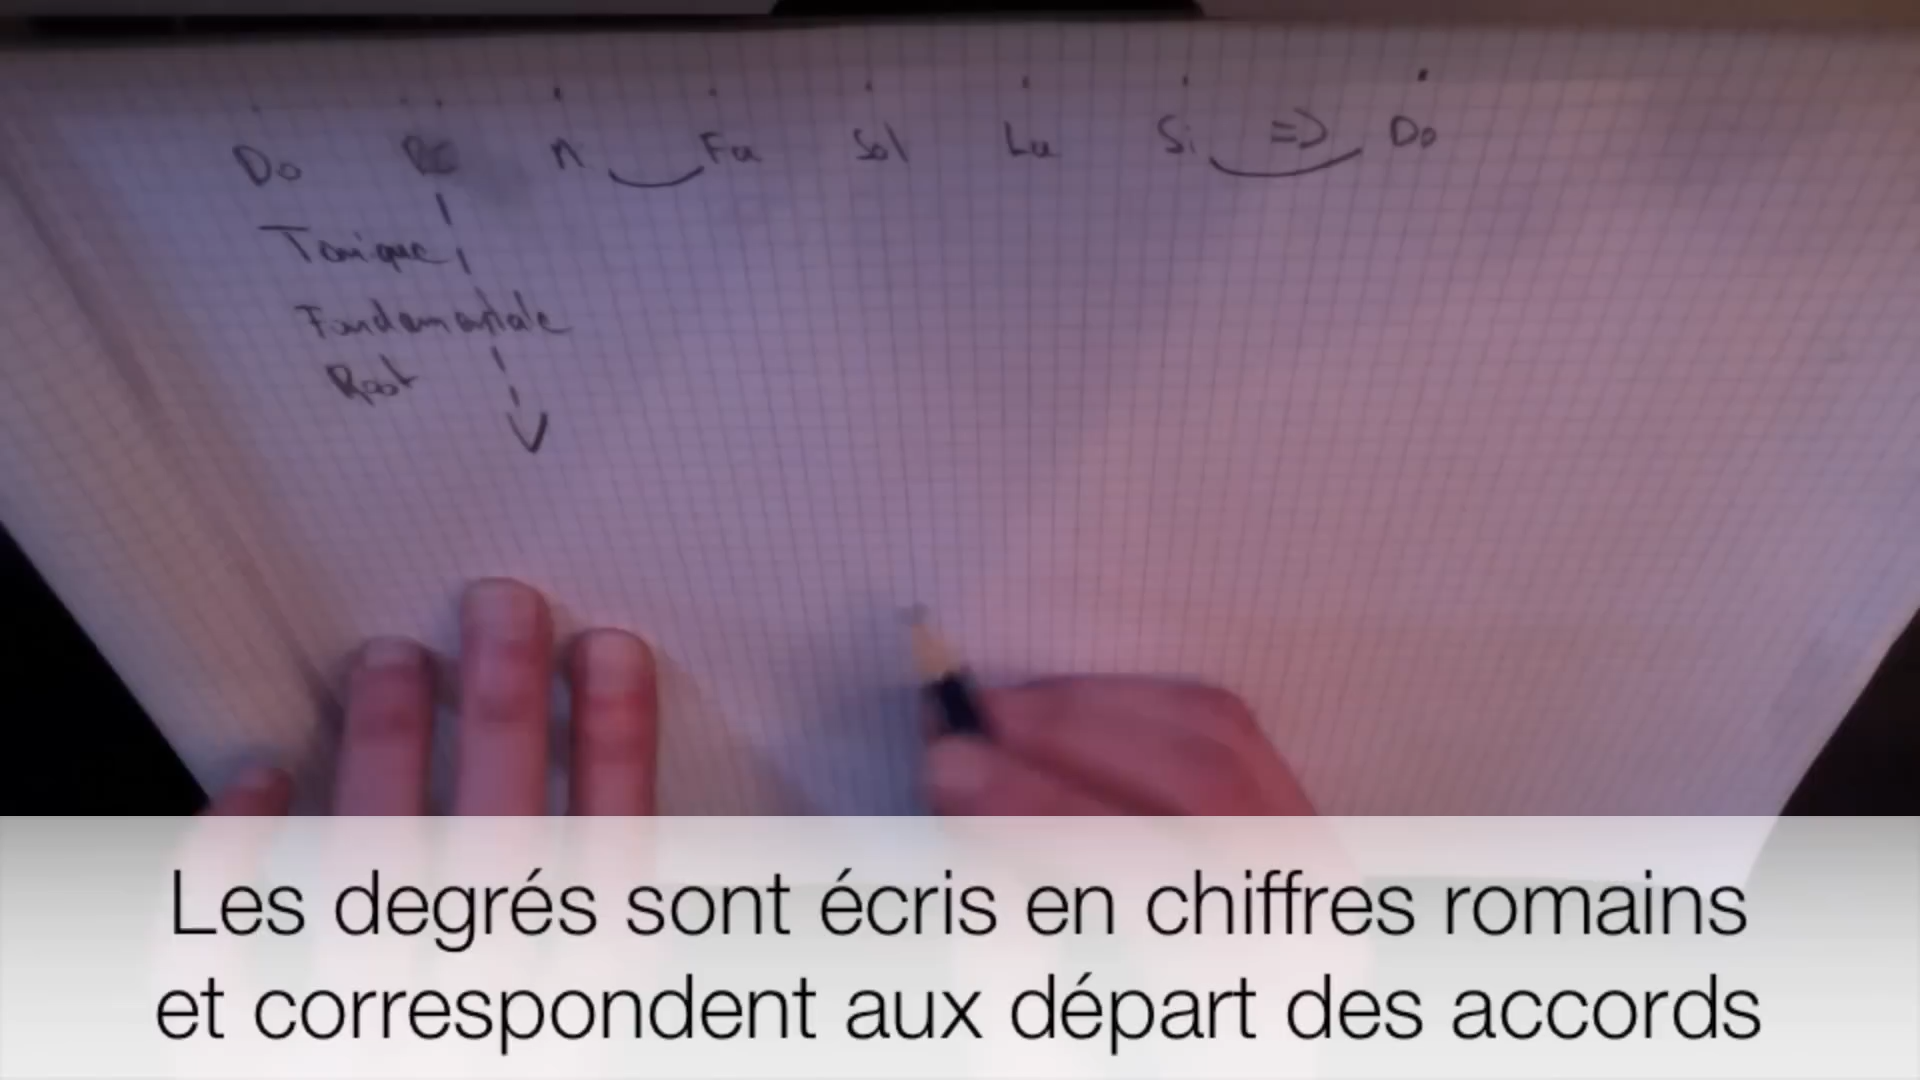 Do Ré M Fa Sol La Si => Do
Tonique,
Fondamentale
Root
Les degrés sont écris en chiffres romains
et correspondent aux départ des accords